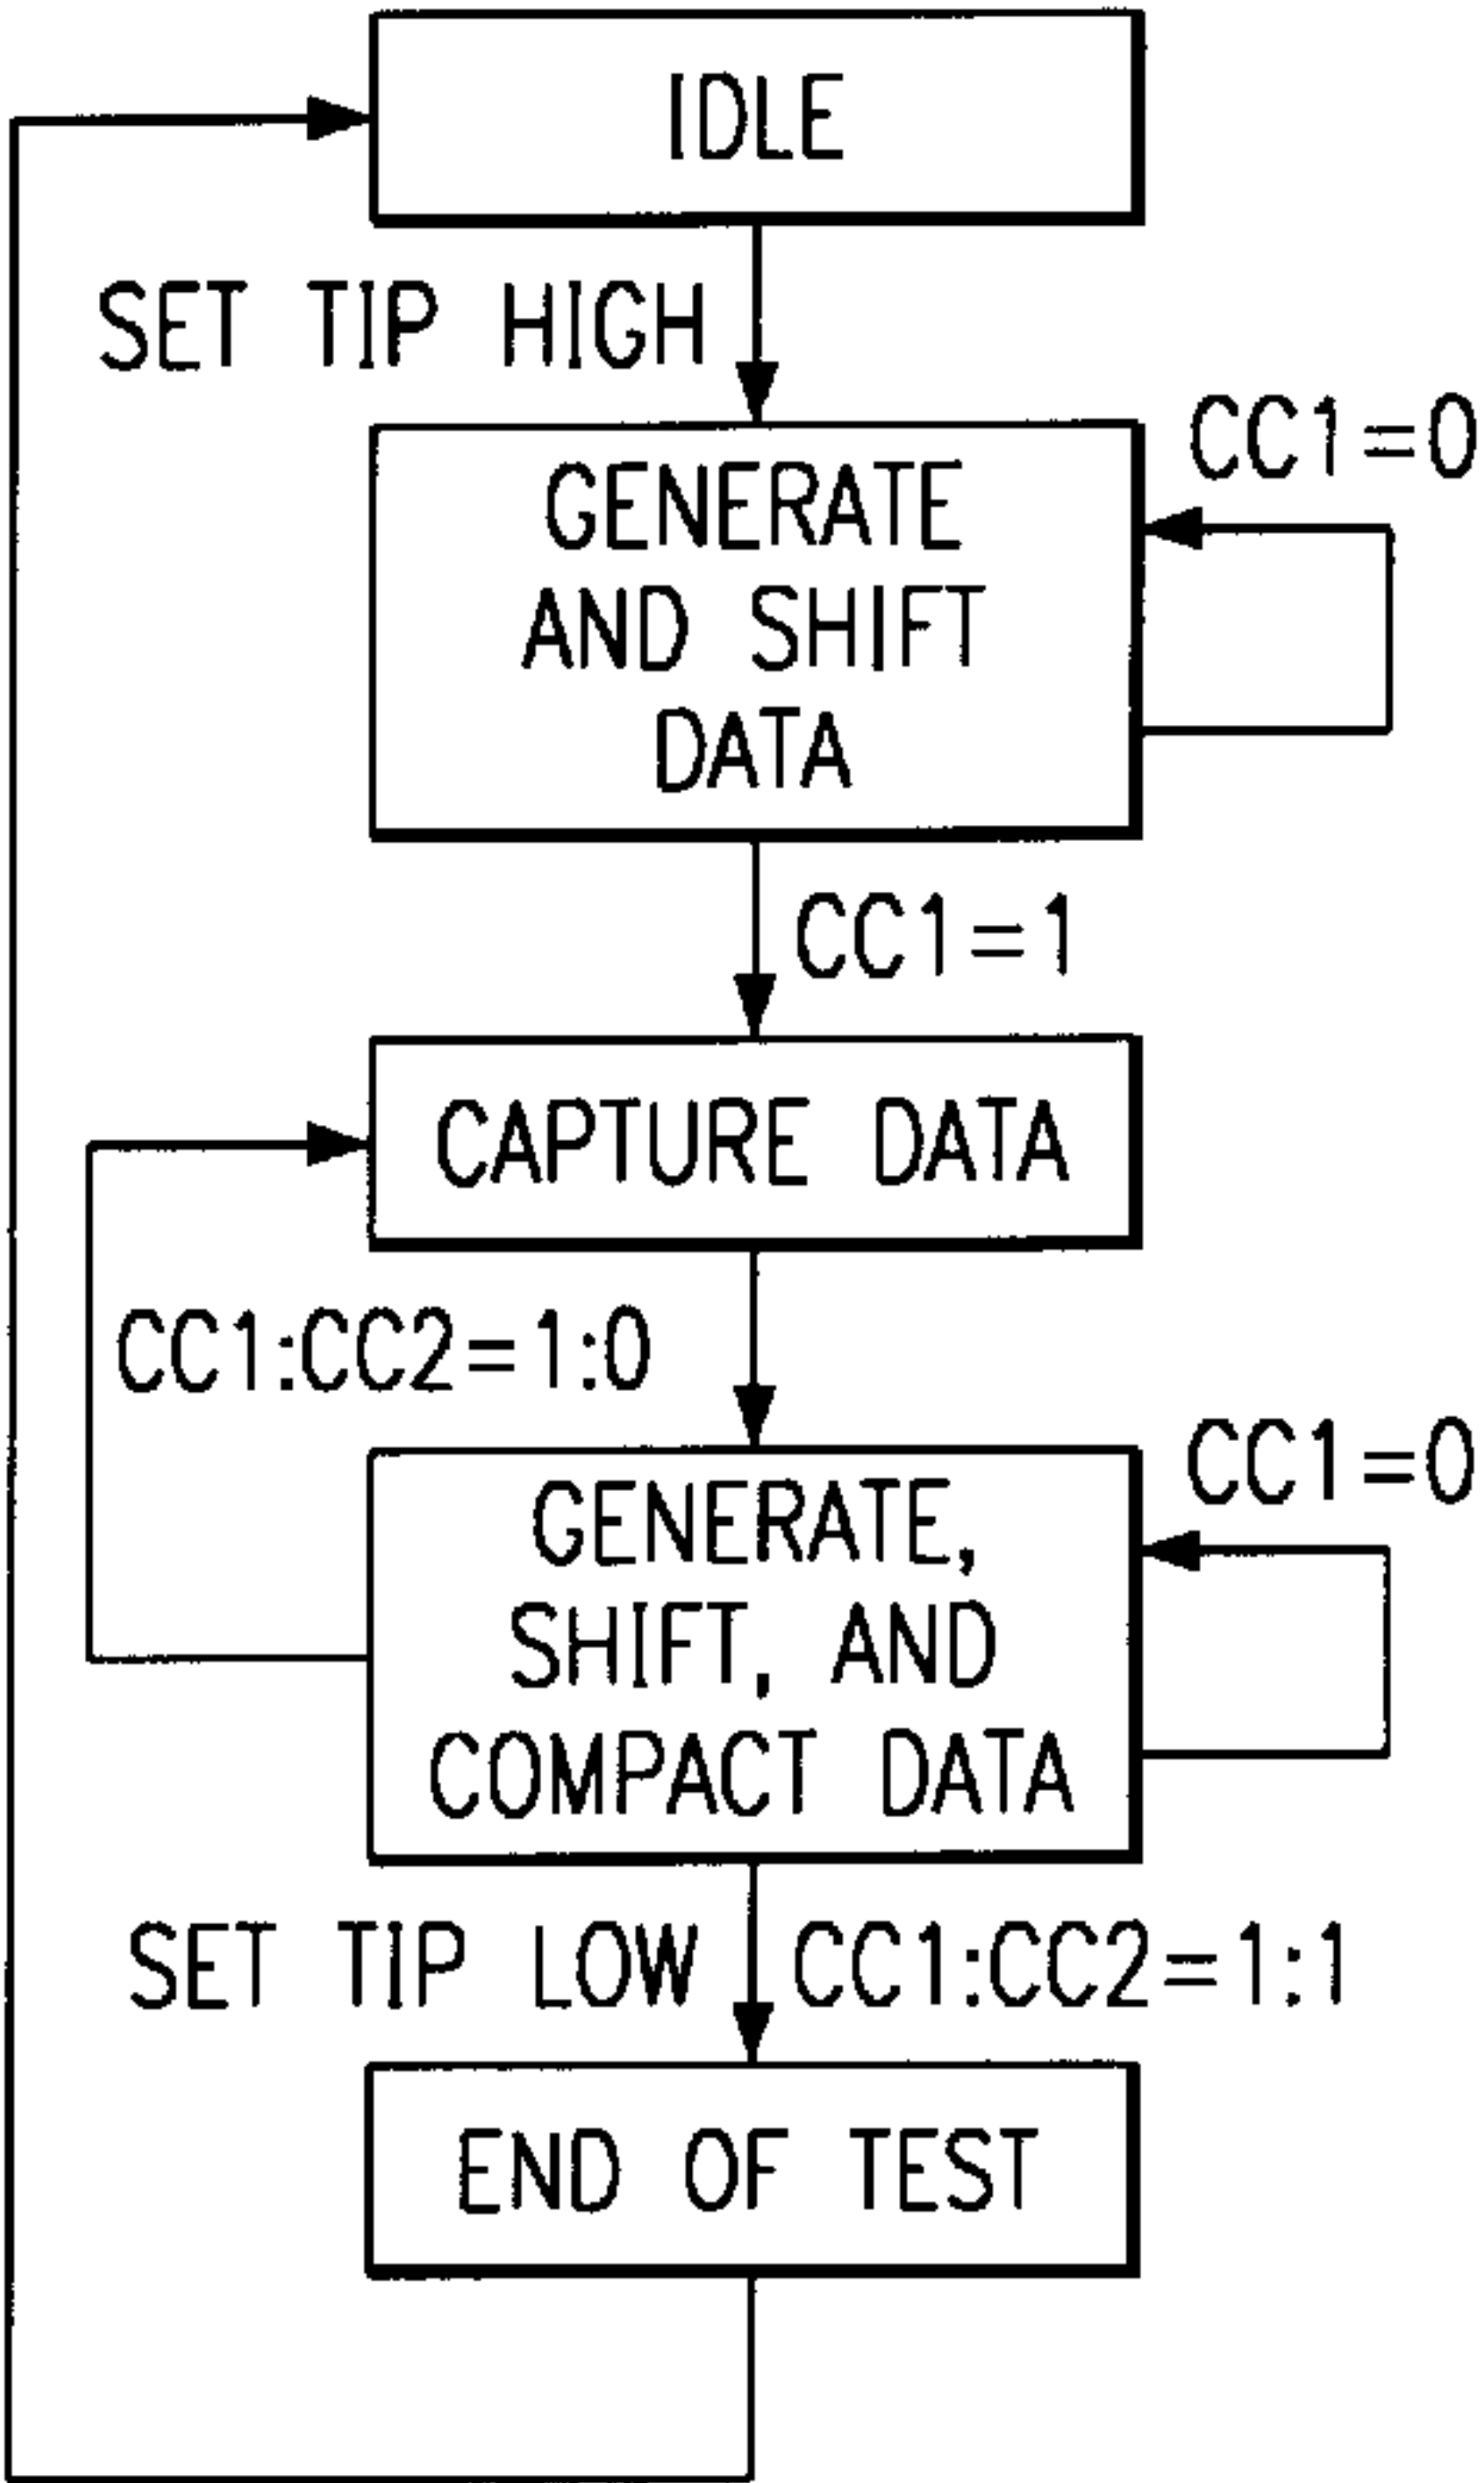 IDLE
SET TIP HIGH
CC1=0
GENERATE
AND SHIFT
DATA
CC1=1
CAPTURE DATA
CC1:CC2=1:0
CC1=0
GENERATE,
SHIFT, AND
COMPACT DATA
SET TIP LOW
CC1:CC2=1:1
END OF TEST